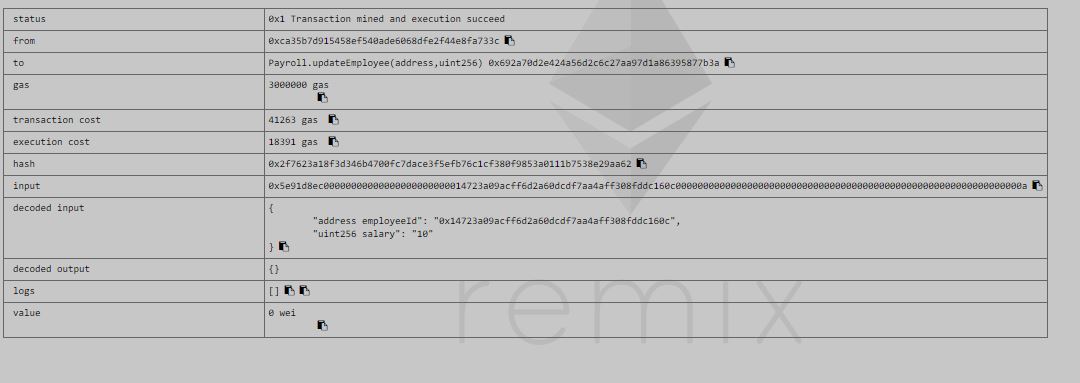 status 0x1 Transaction mined and execution succeed
from 0xca35b7d915458ef540ade6068dfe2f44e8fa733c
to Payroll.updateEmployee(address,uint256) 0x692a70d2e424a56d2c6c27aa97d1a86395877b3a
gas 3000000 gas
transaction cost 41263 gas
execution cost 18391 gas
hash 0x2f7623a18f3d346b4700fc7dace3f5efb76c1cf380f9853a0111b7538e29aa62
input 0x5e91d8ec00000000000000000000000014723a09acff6d2a60dcdf7aa4aff308fddc160c000000000000000000000000000000000000000000000000000000000000000a
decoded input {
"address employeeId": "0x14723a09acff6d2a60dcdf7aa4aff308fddc160c",
"uint256 salary": "10"
}
decoded output {}
logs []
value 0 wei
remix